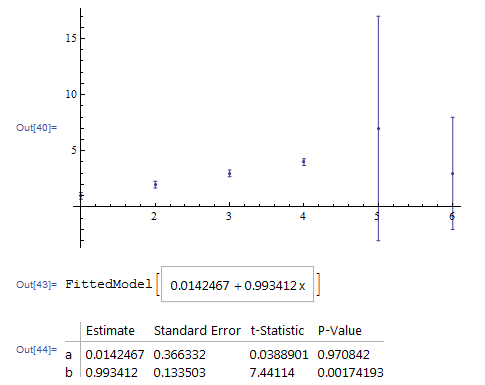 15
10
Out[40]=
5
2 3 4 5 6
Out[43]= FittedModel[ 0.0142467 + 0.993412 x ]
Estimate Standard Error t-Statistic P-Value
Out[44]= a 0.0142467 0.366332 0.0388901 0.970842
b 0.993412 0.133503 7.44114 0.00174193